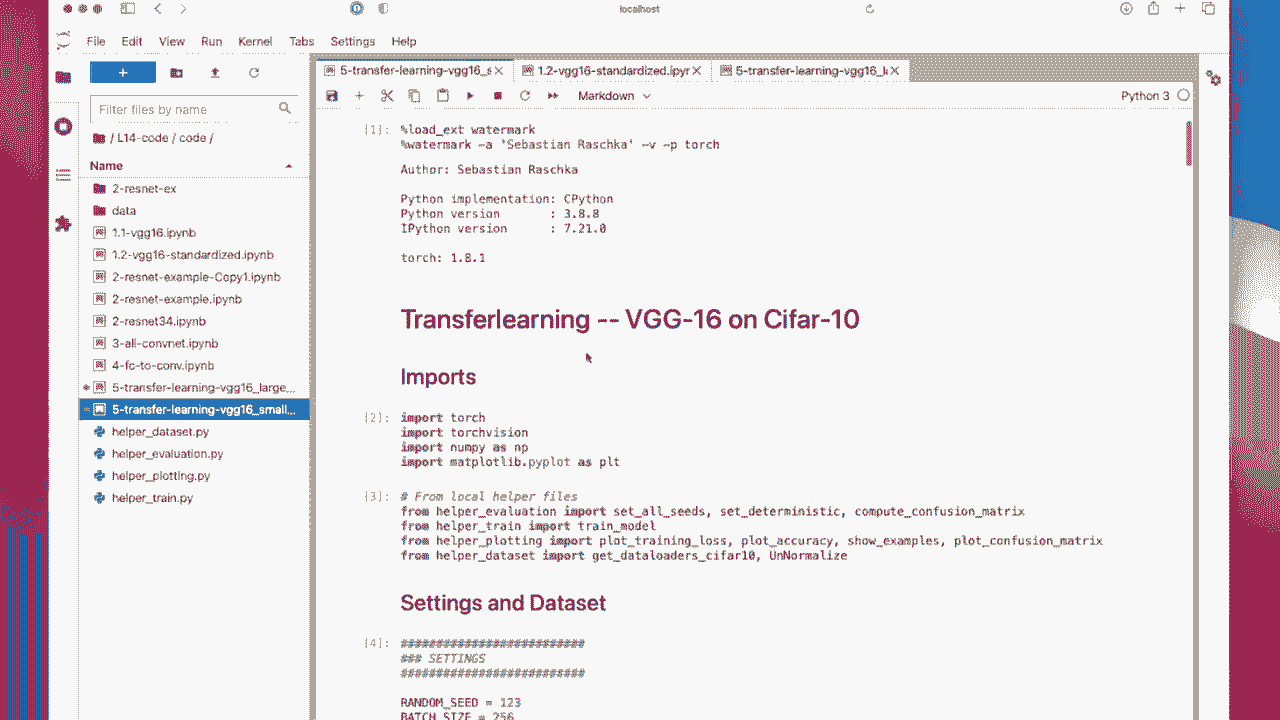 localhost
File Edit View Run Kernel Tabs Settings Help
+
Filter files by name
/ L14-code / code /
Name
2-resnet-ex
data
1.1-vgg16.ipynb
1.2-vgg16-standardized.ipynb
2-resnet-example-Copy1.ipynb
2-resnet-example.ipynb
2-resnet34.ipynb
3-all-convnet.ipynb
4-fc-to-conv.ipynb
5-transfer-learning-vgg16_large...
5-transfer-learning-vgg16_small...
helper_dataset.py
helper_evaluation.py
helper_plotting.py
helper_train.py
5-transfer-learning-vgg16_s 1.2-vgg16-standardized.ipyr 5-transfer-learning-vgg16_l
Markdown Python 3
[1]: %load_ext watermark
%watermark -a 'Sebastian Raschka' -v -p torch
Author: Sebastian Raschka
Python implementation: CPython
Python version : 3.8.8
IPython version : 7.21.0
torch: 1.8.1
Transferlearning -- VGG-16 on Cifar-10
Imports
[2]: import torch
import torchvision
import numpy as np
import matplotlib.pyplot as plt
[3]: # From local helper files
from helper_evaluation import set_all_seeds, set_deterministic, compute_confusion_matrix
from helper_train import train_model
from helper_plotting import plot_training_loss, plot_accuracy, show_examples, plot_confusion_matrix
from helper_dataset import get_dataloaders_cifar10, UnNormalize
Settings and Dataset
[4]: ##########################
### SETTINGS
##########################
RANDOM_SEED = 123
BATCH_SIZE = 256